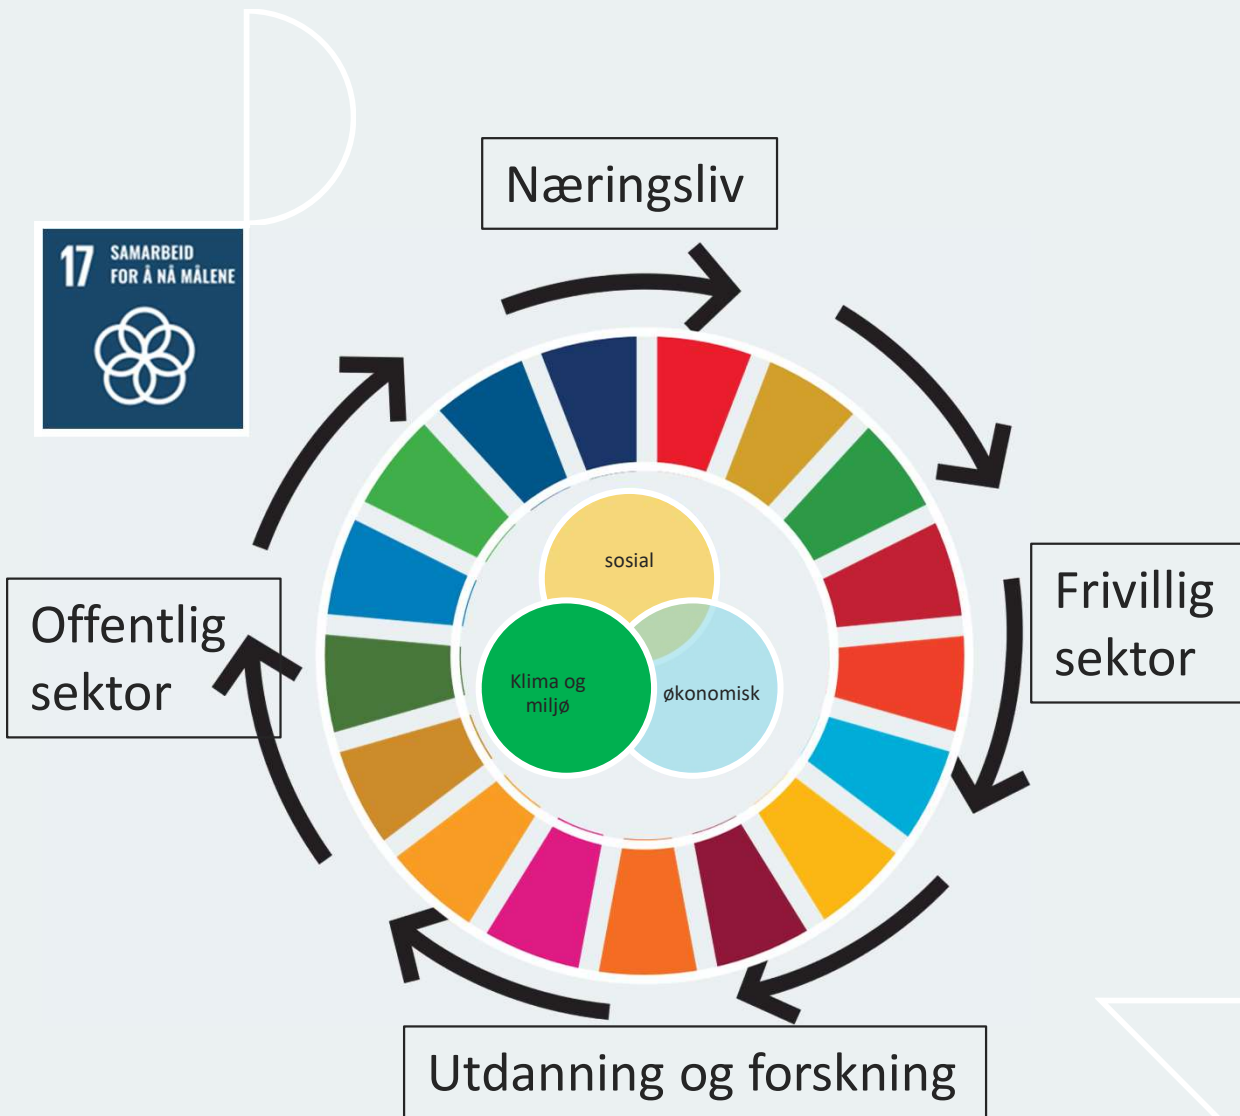 Næringsliv
17 SAMARBEID
FOR Å NÅ MÅLENE
sosial
Offentlig
sektor
Frivillig
sektor
Klima og
miljø
økonomisk
Utdanning og forskning